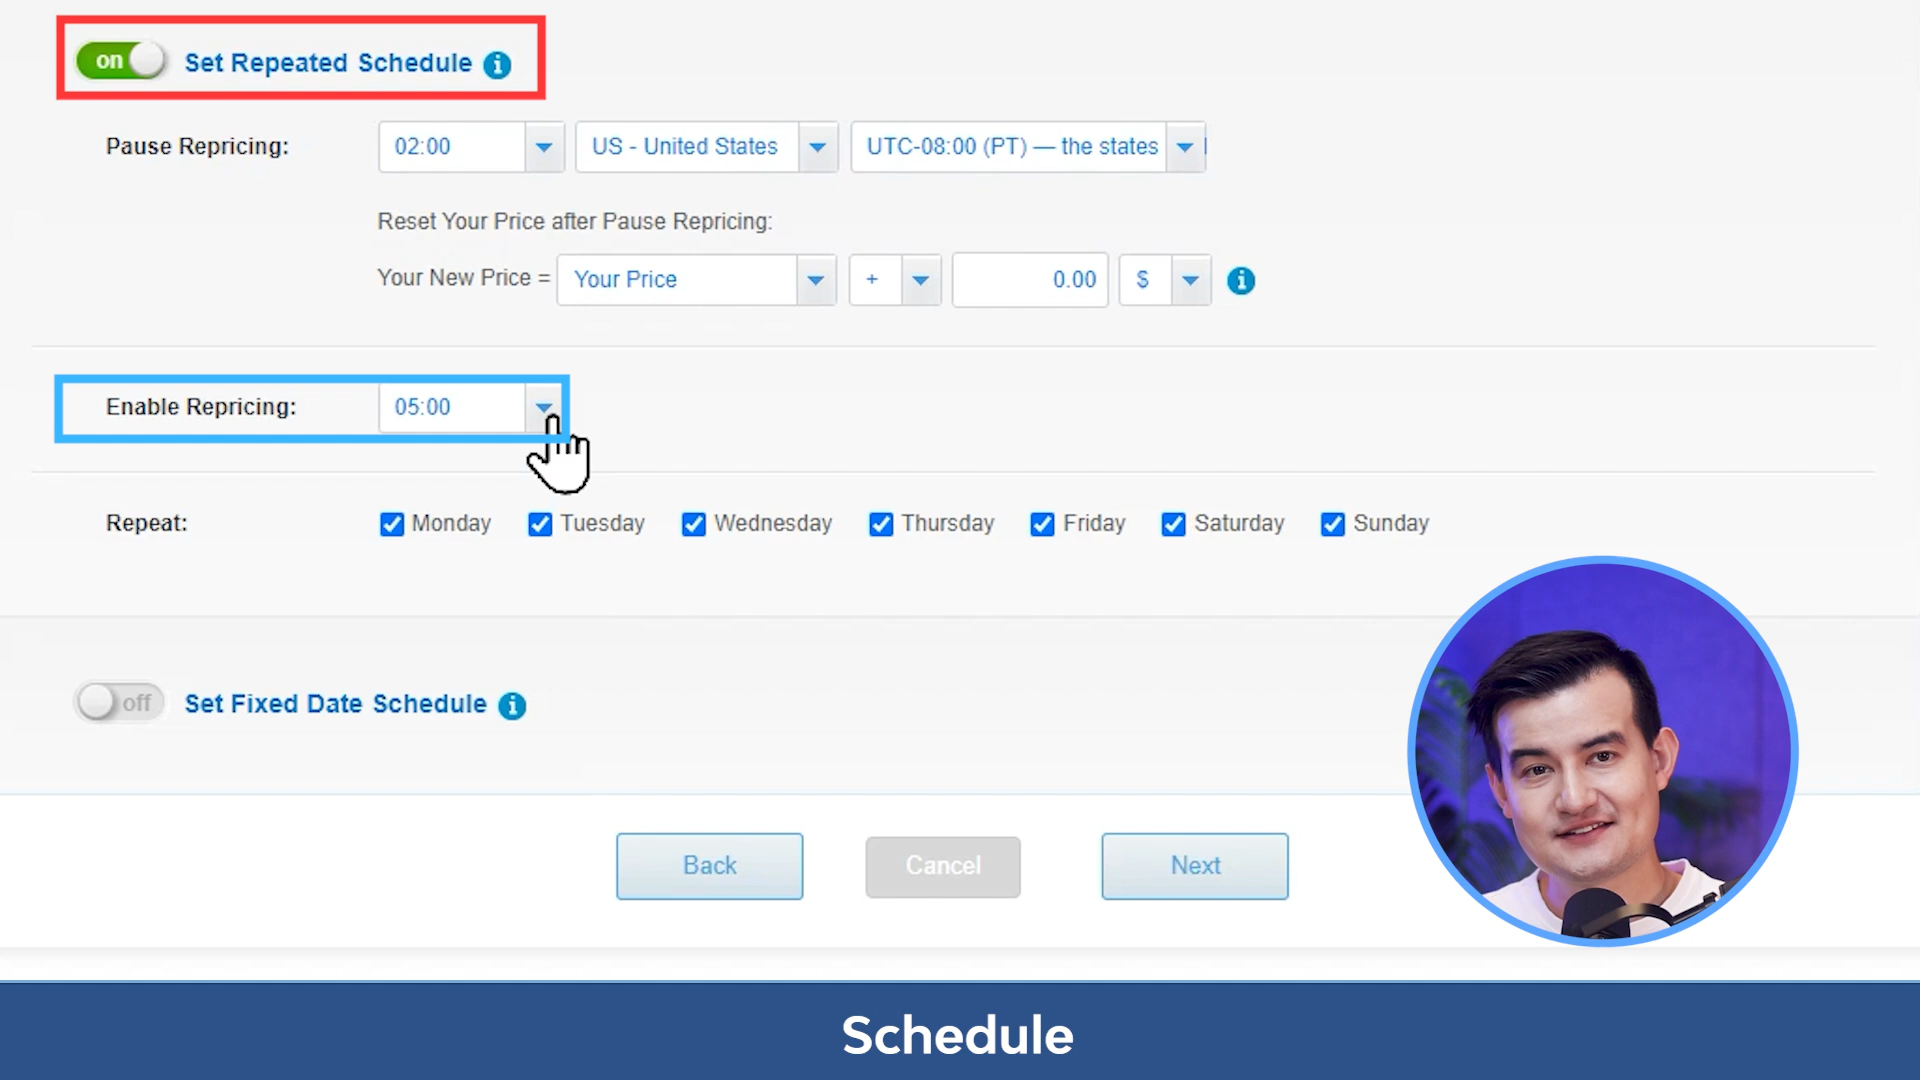 on Set Repeated Schedule i
Pause Repricing: 02:00 US - United States UTC-08:00 (PT) — the states
Reset Your Price after Pause Repricing:
Your New Price = Your Price + 0.00 $ i
Enable Repricing: 05:00
Repeat: Monday Tuesday Wednesday Thursday Friday Saturday Sunday
off Set Fixed Date Schedule i
Back Cancel Next
Schedule